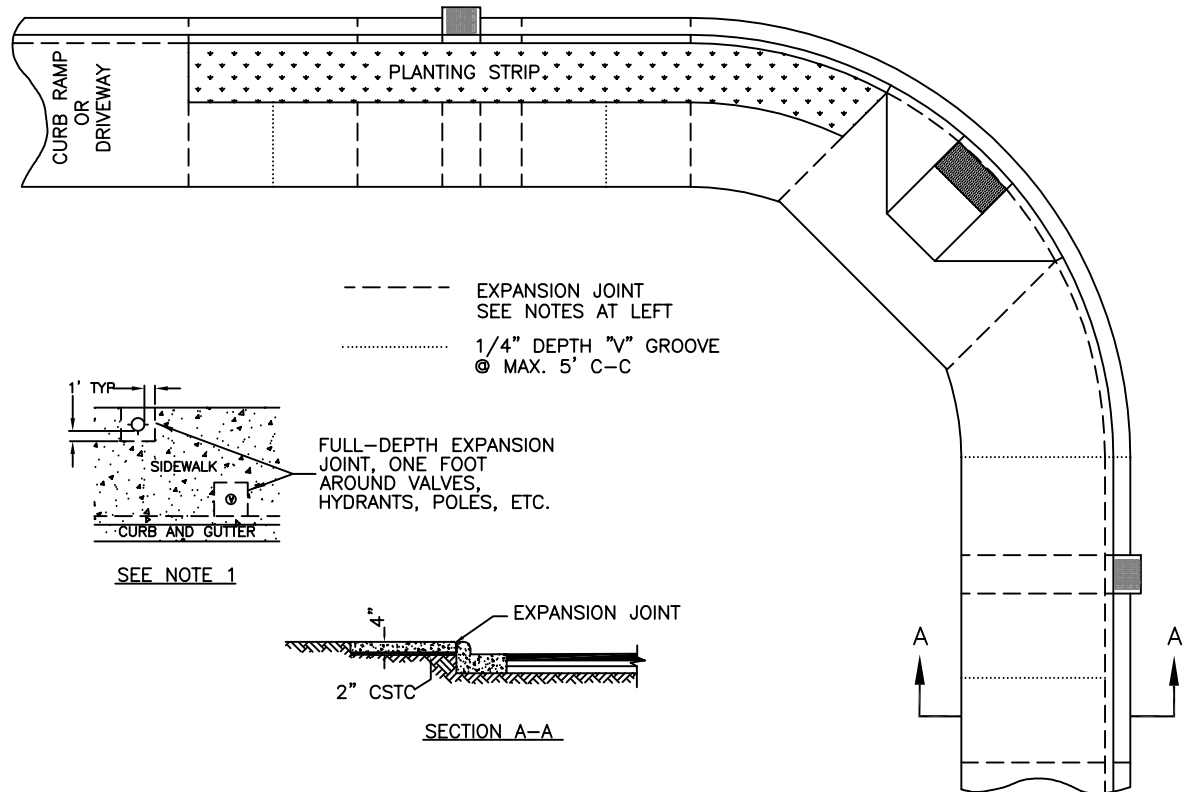 CURB RAMP
OR
DRIVEWAY
PLANTING STRIP
EXPANSION JOINT
SEE NOTES AT LEFT
1/4" DEPTH "V" GROOVE
@ MAX. 5' C-C
1' TYP
SIDEWALK
V
CURB AND GUTTER
FULL-DEPTH EXPANSION
JOINT, ONE FOOT
AROUND VALVES,
HYDRANTS, POLES, ETC.
SEE NOTE 1
4"
EXPANSION JOINT
2" CSTC
SECTION A-A
A
A